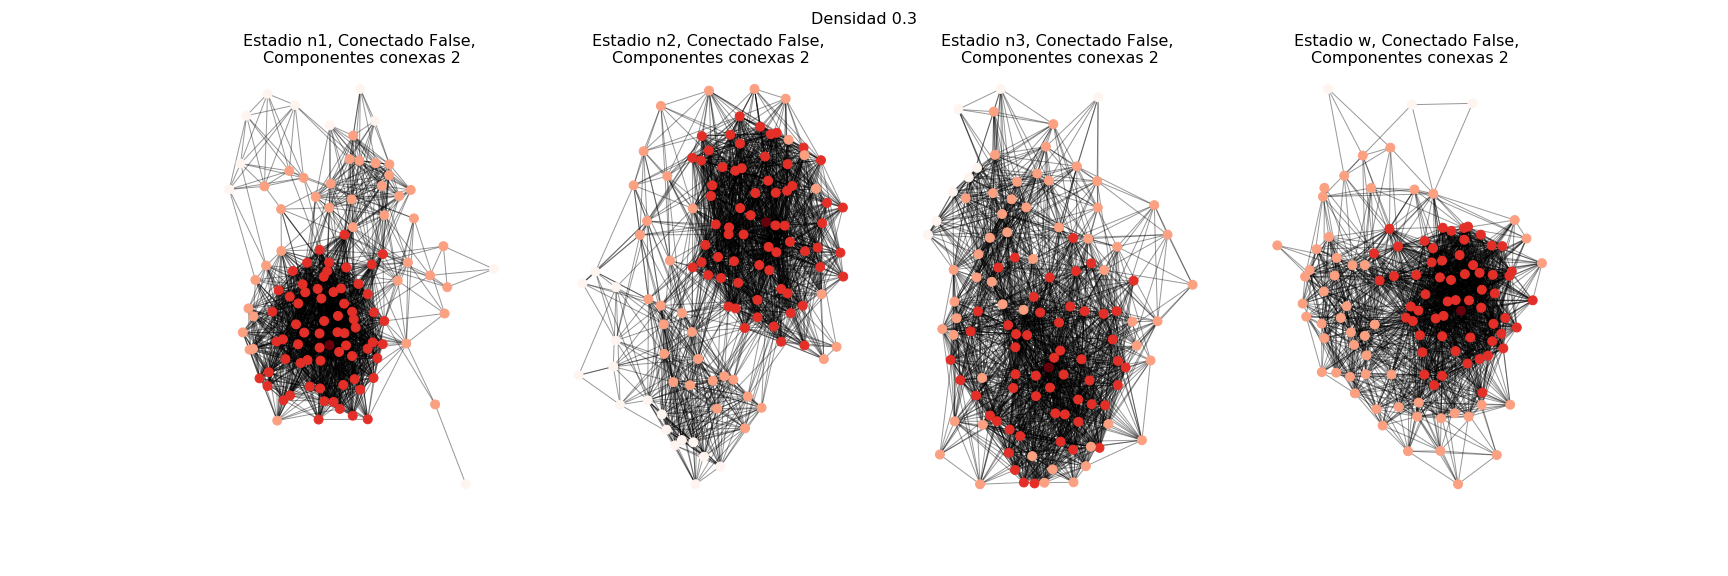 Densidad 0.3
Estadio n1, Conectado False,
Componentes conexas 2
Estadio n2, Conectado False,
Componentes conexas 2
Estadio n3, Conectado False,
Componentes conexas 2
Estadio w, Conectado False,
Componentes conexas 2